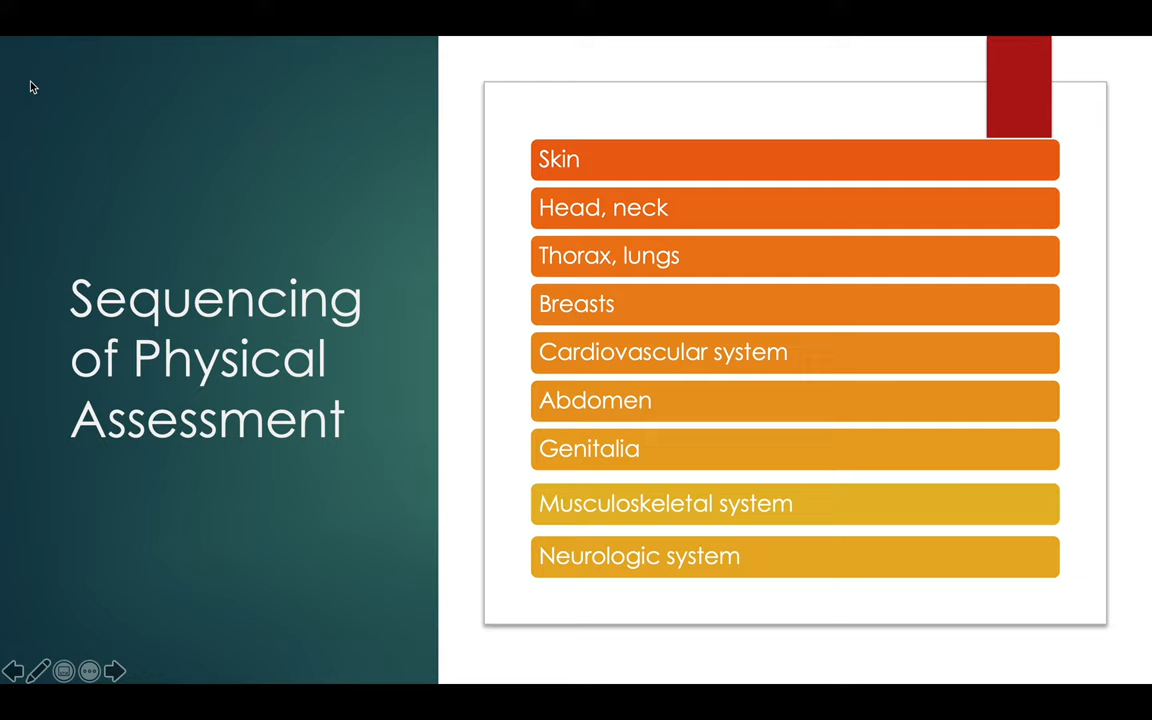 Sequencing
of Physical
Assessment
Skin
Head, neck
Thorax, lungs
Breasts
Cardiovascular system
Abdomen
Genitalia
Musculoskeletal system
Neurologic system